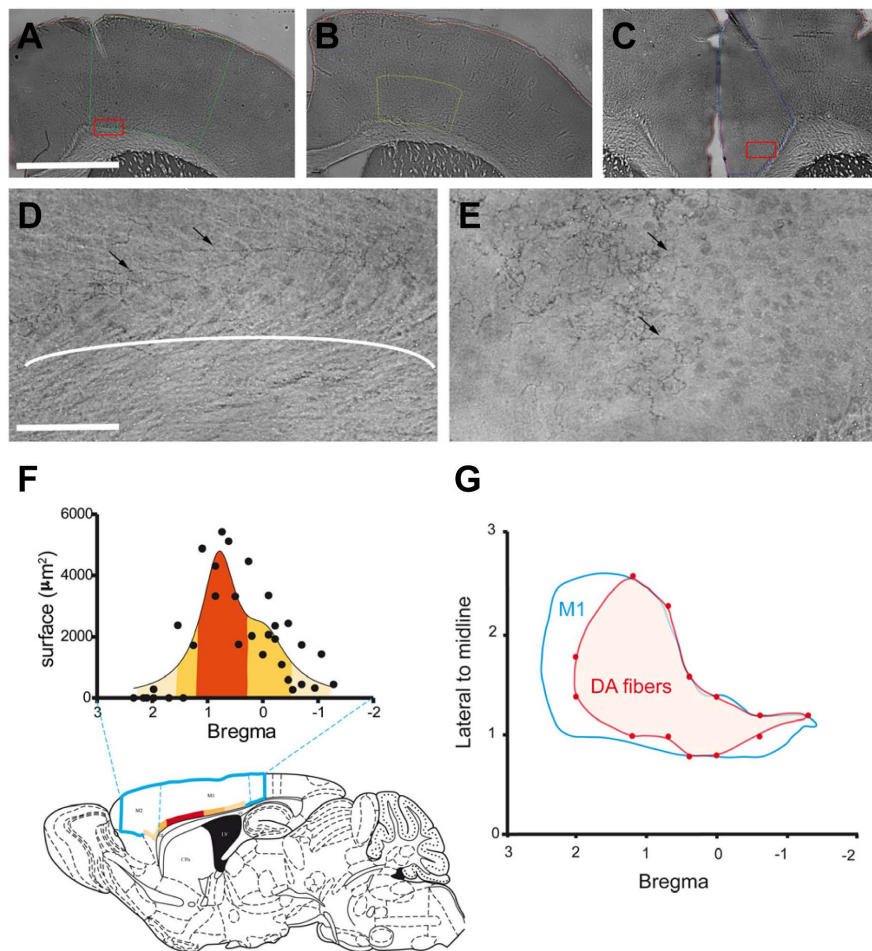 A
B
C
D
E
F
6000
4000
2000
0
surface (μm²)
3
2
1
0
-1
-2
Bregma
M2
M1
LV
CPu
G
3
2
1
0
Lateral to midline
M1
DA fibers
3
2
1
0
-1
-2
Bregma